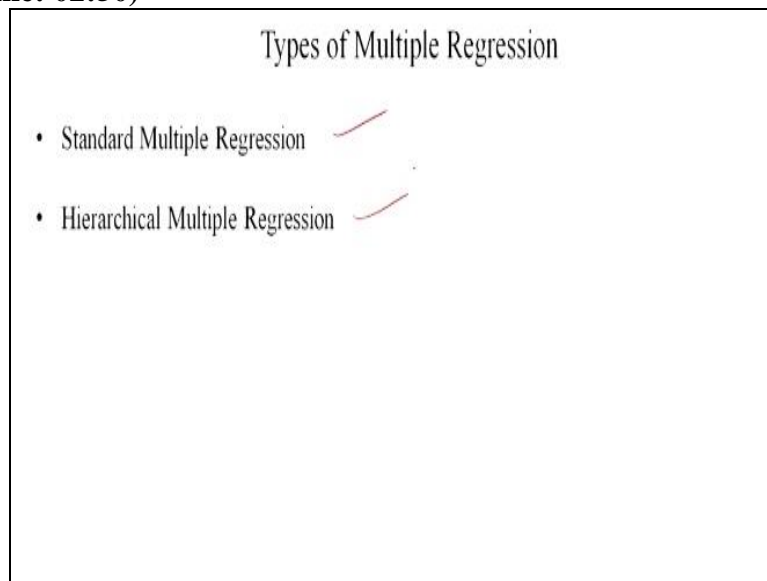 Types of Multiple Regression
• Standard Multiple Regression
• Hierarchical Multiple Regression